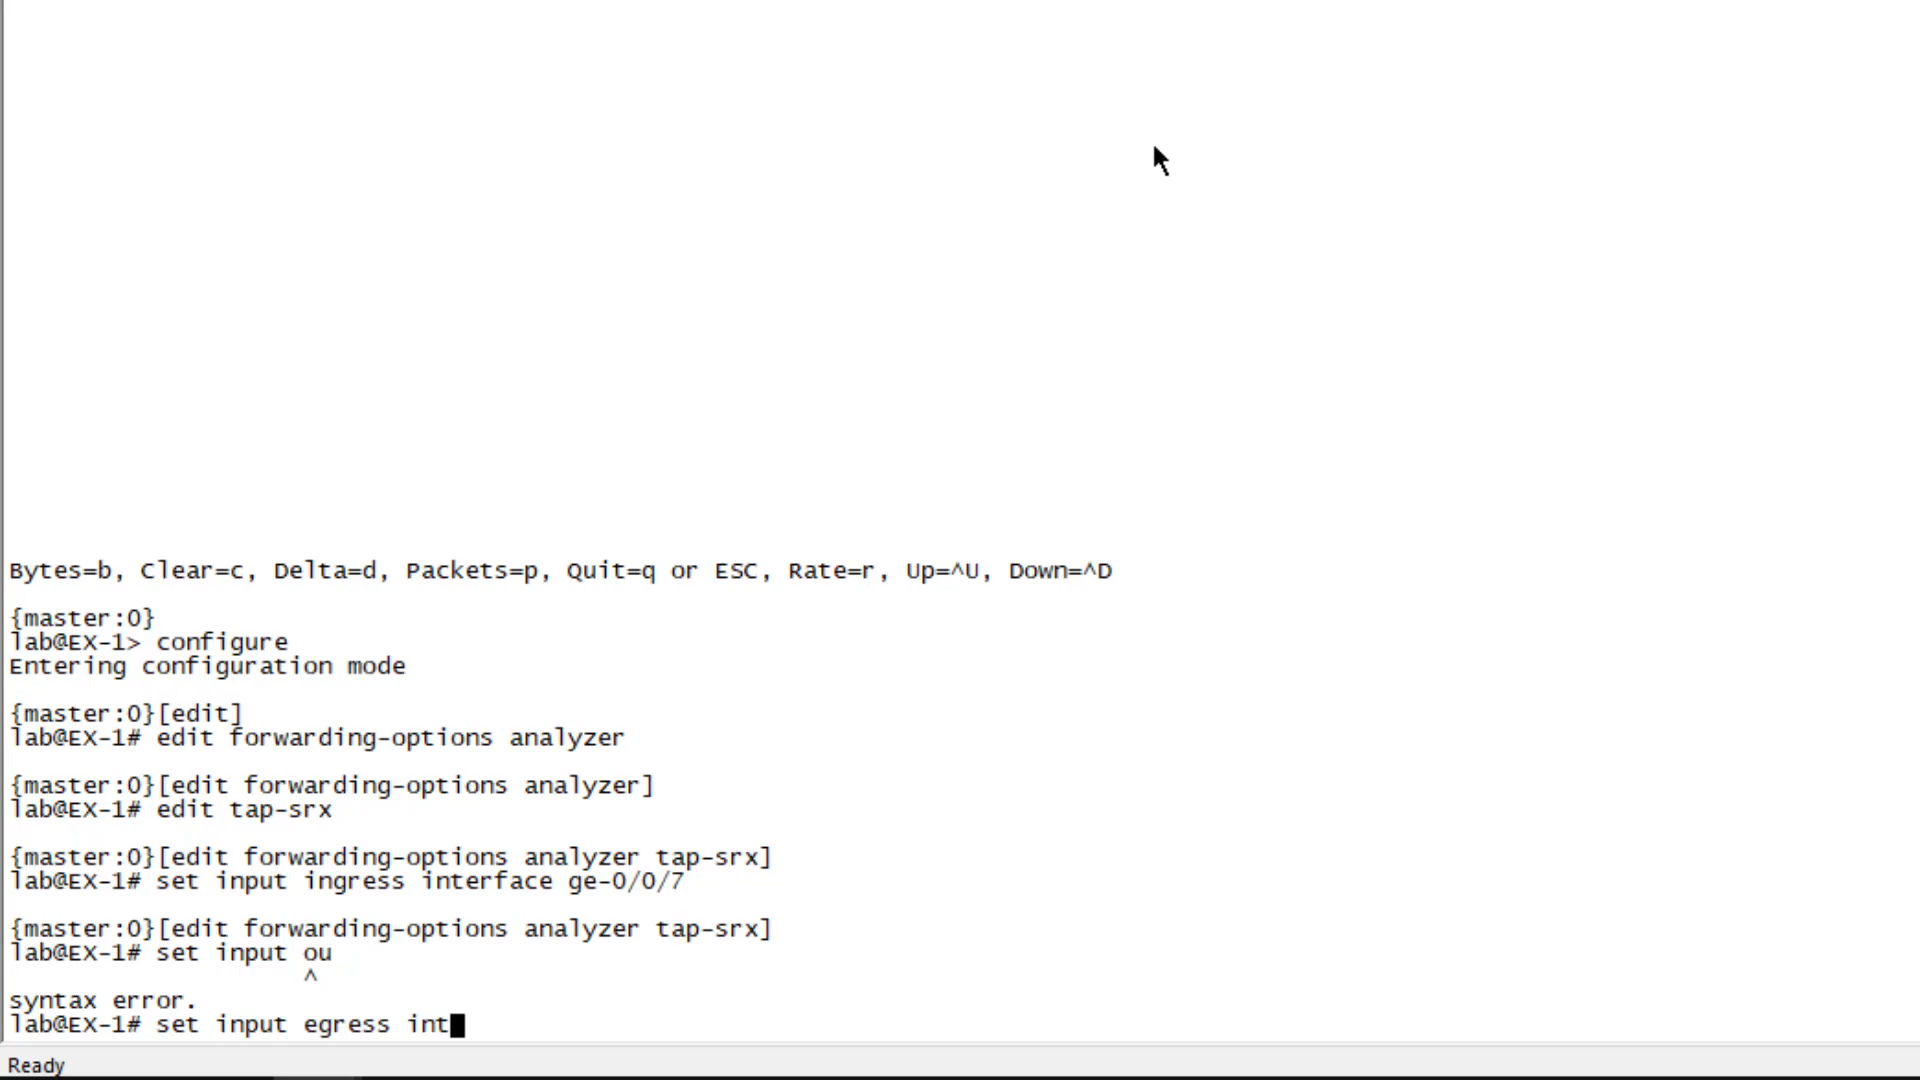 Bytes=b, Clear=c, Delta=d, Packets=p, Quit=q or ESC, Rate=r, Up=^U, Down=^D
{master:0}
lab@EX-1> configure
Entering configuration mode
{master:0}[edit]
lab@EX-1# edit forwarding-options analyzer
{master:0}[edit forwarding-options analyzer]
lab@EX-1# edit tap-srx
{master:0}[edit forwarding-options analyzer tap-srx]
lab@EX-1# set input ingress interface ge-0/0/7
{master:0}[edit forwarding-options analyzer tap-srx]
lab@EX-1# set input ou
^
syntax error.
lab@EX-1# set input egress int
Ready